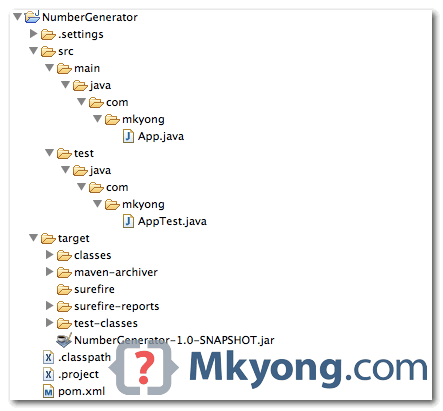 NumberGenerator
.settings
src
main
java
com
mkyong
App.java
test
java
com
mkyong
AppTest.java
target
classes
maven-archiver
surefire
surefire-reports
test-classes
NumberGenerator-1.0-SNAPSHOT.jar
.classpath
.project
pom.xml
Mkyong.com